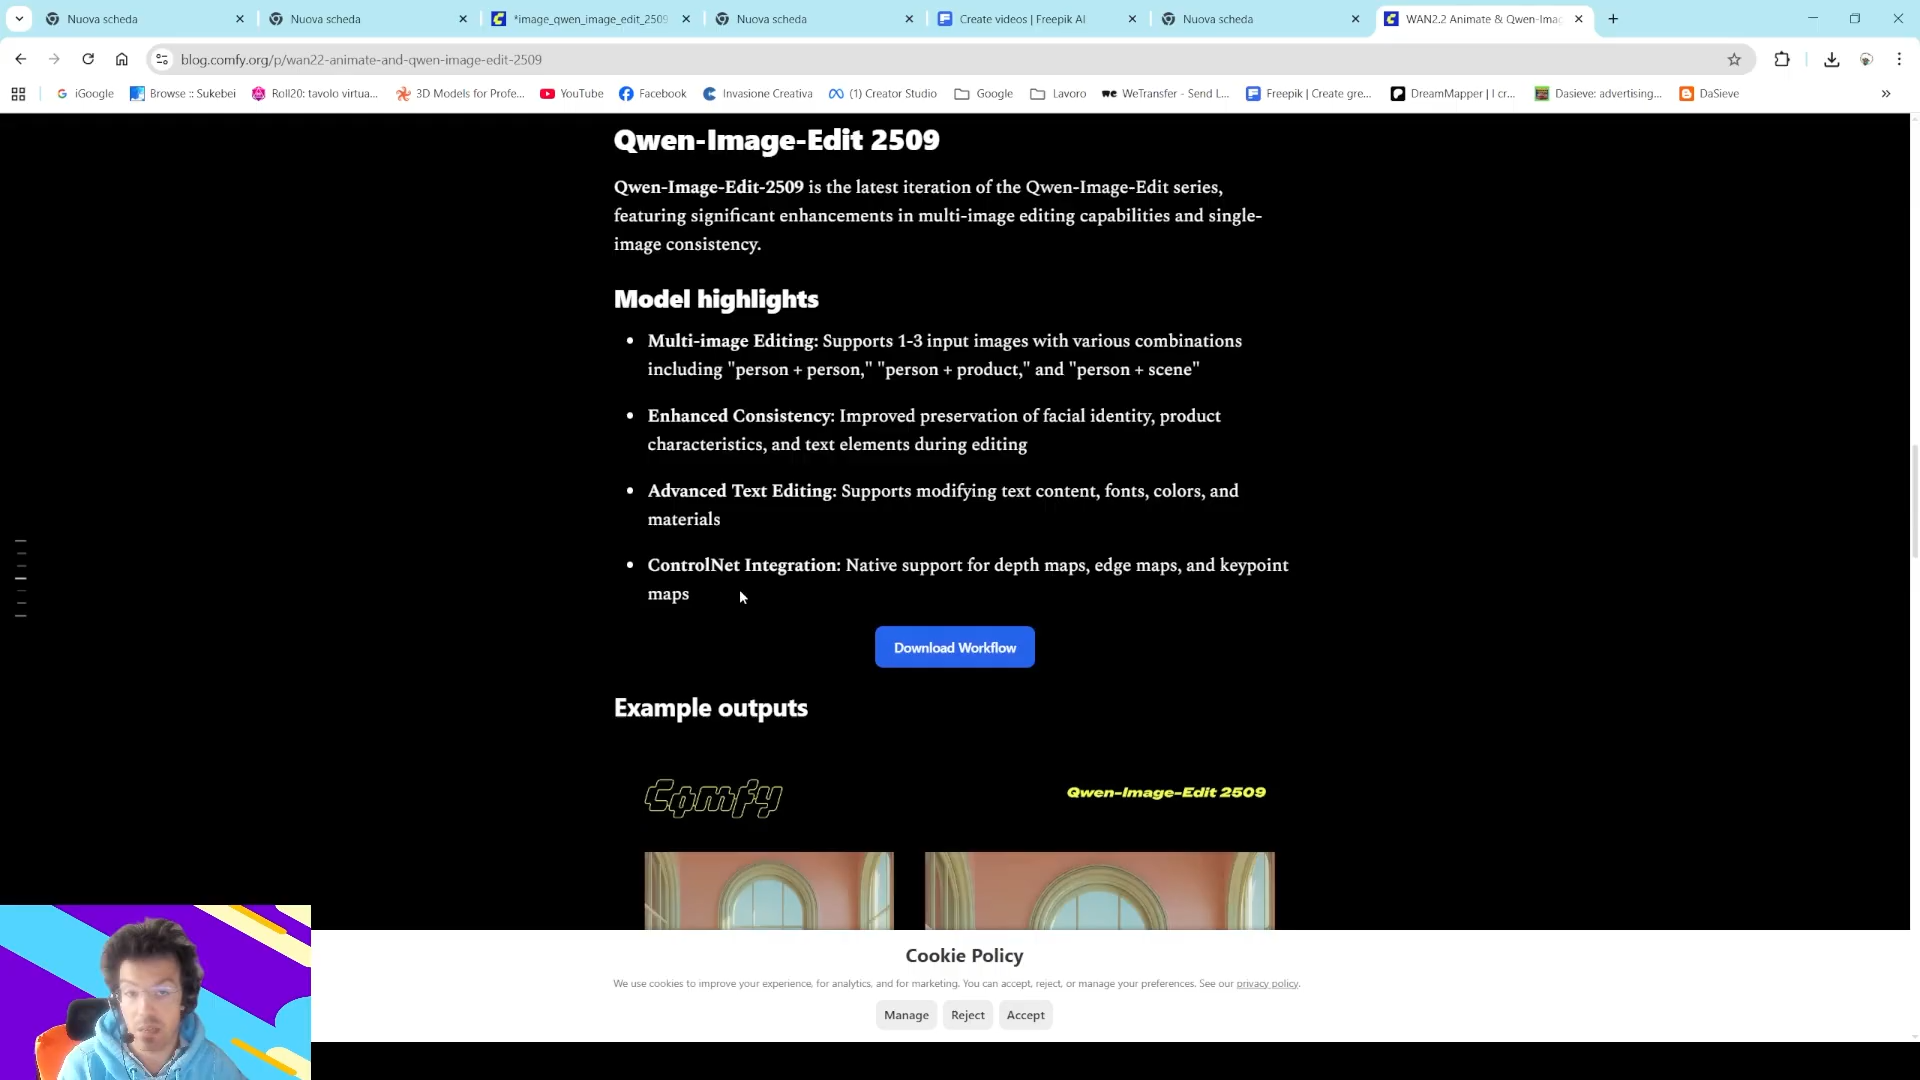 Nuova scheda
Nuova scheda
*image_qwen_image_edit_2509
Nuova scheda
Create videos | Freepik AI
Nuova scheda
WAN2.2 Animate & Qwen-Imag
blog.comfy.org/p/wan22-animate-and-qwen-image-edit-2509
iGoogle
Browse :: Sukebei
Roll20: tavolo virtua...
3D Models for Profe...
YouTube
Facebook
Invasione Creativa
(1) Creator Studio
Google
Lavoro
WeTransfer - Send L...
Freepik | Create gre...
DreamMapper | I cr...
Dasieve: advertising...
DaSieve
Qwen-Image-Edit 2509
Qwen-Image-Edit-2509 is the latest iteration of the Qwen-Image-Edit series,
featuring significant enhancements in multi-image editing capabilities and single-
image consistency.
Model highlights
• Multi-image Editing: Supports 1-3 input images with various combinations
including "person + person," "person + product," and "person + scene"
• Enhanced Consistency: Improved preservation of facial identity, product
characteristics, and text elements during editing
• Advanced Text Editing: Supports modifying text content, fonts, colors, and
materials
• ControlNet Integration: Native support for depth maps, edge maps, and keypoint
maps
Download Workflow
Example outputs
Comfy
Qwen-Image-Edit 2509
Cookie Policy
We use cookies to improve your experience, for analytics, and for marketing. You can accept, reject, or manage your preferences. See our privacy policy.
Manage
Reject
Accept